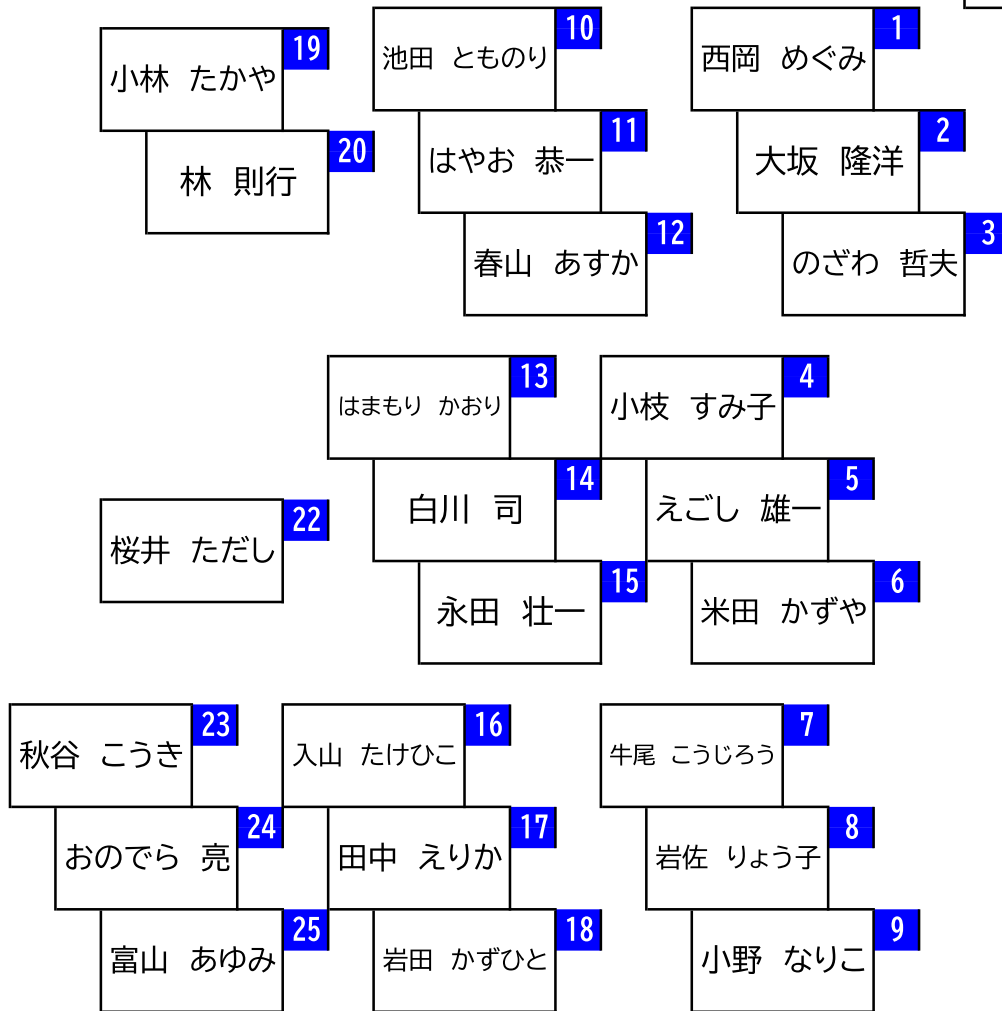 19
小林 たかや
20
林 則行
10
池田 とものり
11
はやお 恭一
12
春山 あすか
1
西岡 めぐみ
2
大坂 隆洋
3
のざわ 哲夫
22
桜井 ただし
13
はまもり かおり
14
白川 司
15
永田 壮一
4
小枝 すみ子
5
えごし 雄一
6
米田 かずや
23
秋谷 こうき
24
おのでら 亮
25
富山 あゆみ
16
入山 たけひこ
17
田中 えりか
18
岩田 かずひと
7
牛尾 こうじろう
8
岩佐 りょう子
9
小野 なりこ